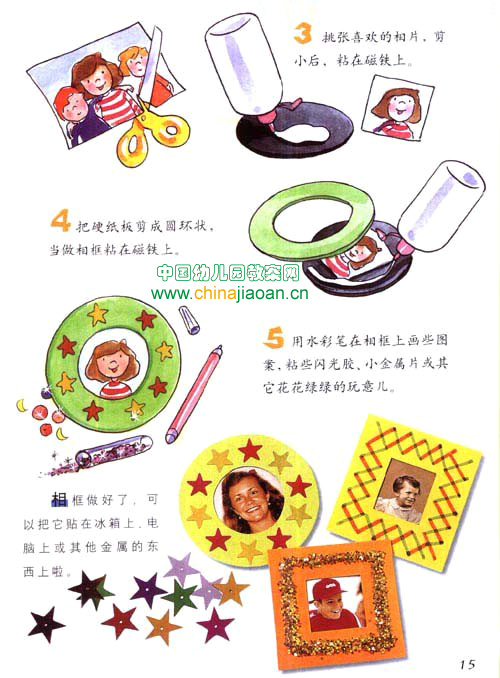 3 挑张喜欢的相片、剪
小后，粘在磁铁上。
4 把硬纸板剪成圆环状，
当做相框粘在磁铁上。
中国幼儿园教案网
www.chinajiaoan.cn
5 用水彩笔在相框上画些图
案、粘些闪光胶、小金属片或其
它花花绿绿的玩意儿。
相框做好了，可
以把它贴在冰箱上、电
脑上或其他金属的东
西上啦。
15